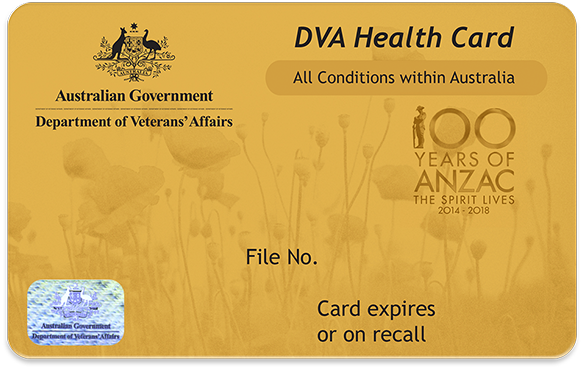 Australian Government
Department of Veterans' Affairs
DVA Health Card
All Conditions within Australia
100
YEARS OF
ANZAC
THE SPIRIT LIVES
2014 - 2018
File No.
Card expires
or on recall
Australian Government
Department of Veterans' Affairs